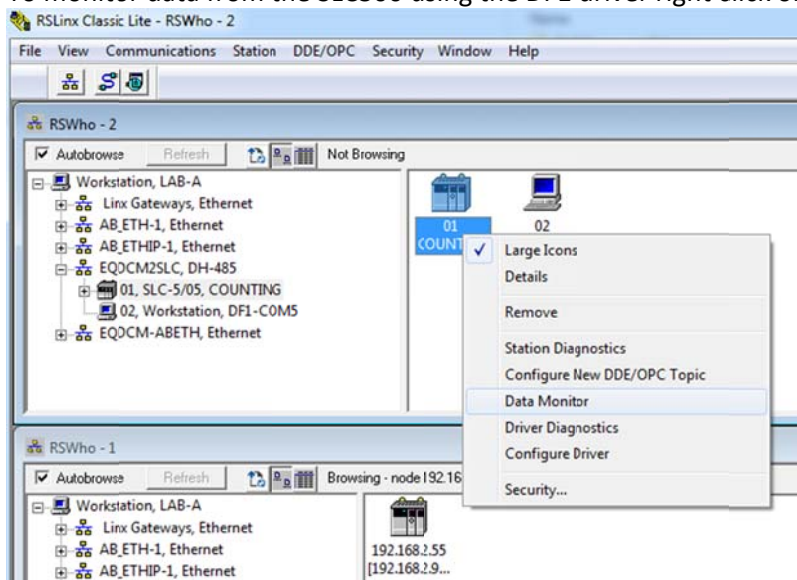 To monitor data from the SLC500 using the DF1 driver right click o
RSLinx Classic Lite - RSWho - 2
File View Communications Station DDE/OPC Security Window Help
RSWho - 2
Autobrowse Refresh Not Browsing
Workstation, LAB-A
Linx Gateways, Ethernet
AB_ETH-1, Ethernet
AB_ETHIP-1, Ethernet
EQDCM2SLC, DH-485
01, SLC-5/05, COUNTING
02, Workstation, DF1-COM5
EQDCM-ABETH, Ethernet
01
COUNT
02
Large Icons
Details
Remove
Station Diagnostics
Configure New DDE/OPC Topic
Data Monitor
Driver Diagnostics
Configure Driver
Security...
RSWho - 1
Autobrowse Refresh Browsing - node 192.16
Workstation, LAB-A
Linx Gateways, Ethernet
AB_ETH-1, Ethernet
AB_ETHIP-1, Ethernet
192.168.2.55
[192.168.2.9...